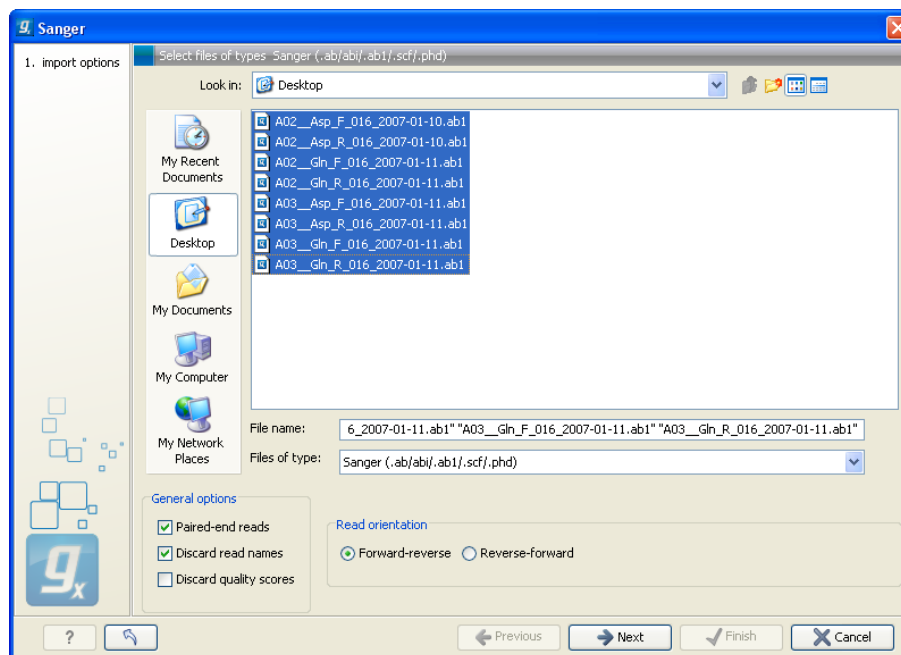 Sanger
1. import options
Select files of types Sanger (.ab/abi/.ab1/.scf/.phd)
Look in:
Desktop
My Recent
Documents
Desktop
My Documents
My Computer
My Network
Places
A02__Asp_F_016_2007-01-10.ab1
A02__Asp_R_016_2007-01-10.ab1
A02__Gln_F_016_2007-01-11.ab1
A02__Gln_R_016_2007-01-11.ab1
A03__Asp_F_016_2007-01-11.ab1
A03__Asp_R_016_2007-01-11.ab1
A03__Gln_F_016_2007-01-11.ab1
A03__Gln_R_016_2007-01-11.ab1
File name:
6_2007-01-11.ab1" "A03__Gln_F_016_2007-01-11.ab1" "A03__Gln_R_016_2007-01-11.ab1"
Files of type:
Sanger (.ab/abi/.ab1/.scf/.phd)
General options
Paired-end reads
Discard read names
Discard quality scores
Read orientation
Forward-reverse
Reverse-forward
gx
?
Previous
Next
Finish
Cancel